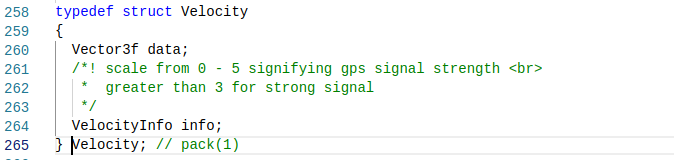 258 typedef struct Velocity
259 {
260   Vector3f data;
261   /*! scale from 0 - 5 signifying gps signal strength <br>
262    *  greater than 3 for strong signal
263    */
264   VelocityInfo info;
265 } Velocity; // pack(1)